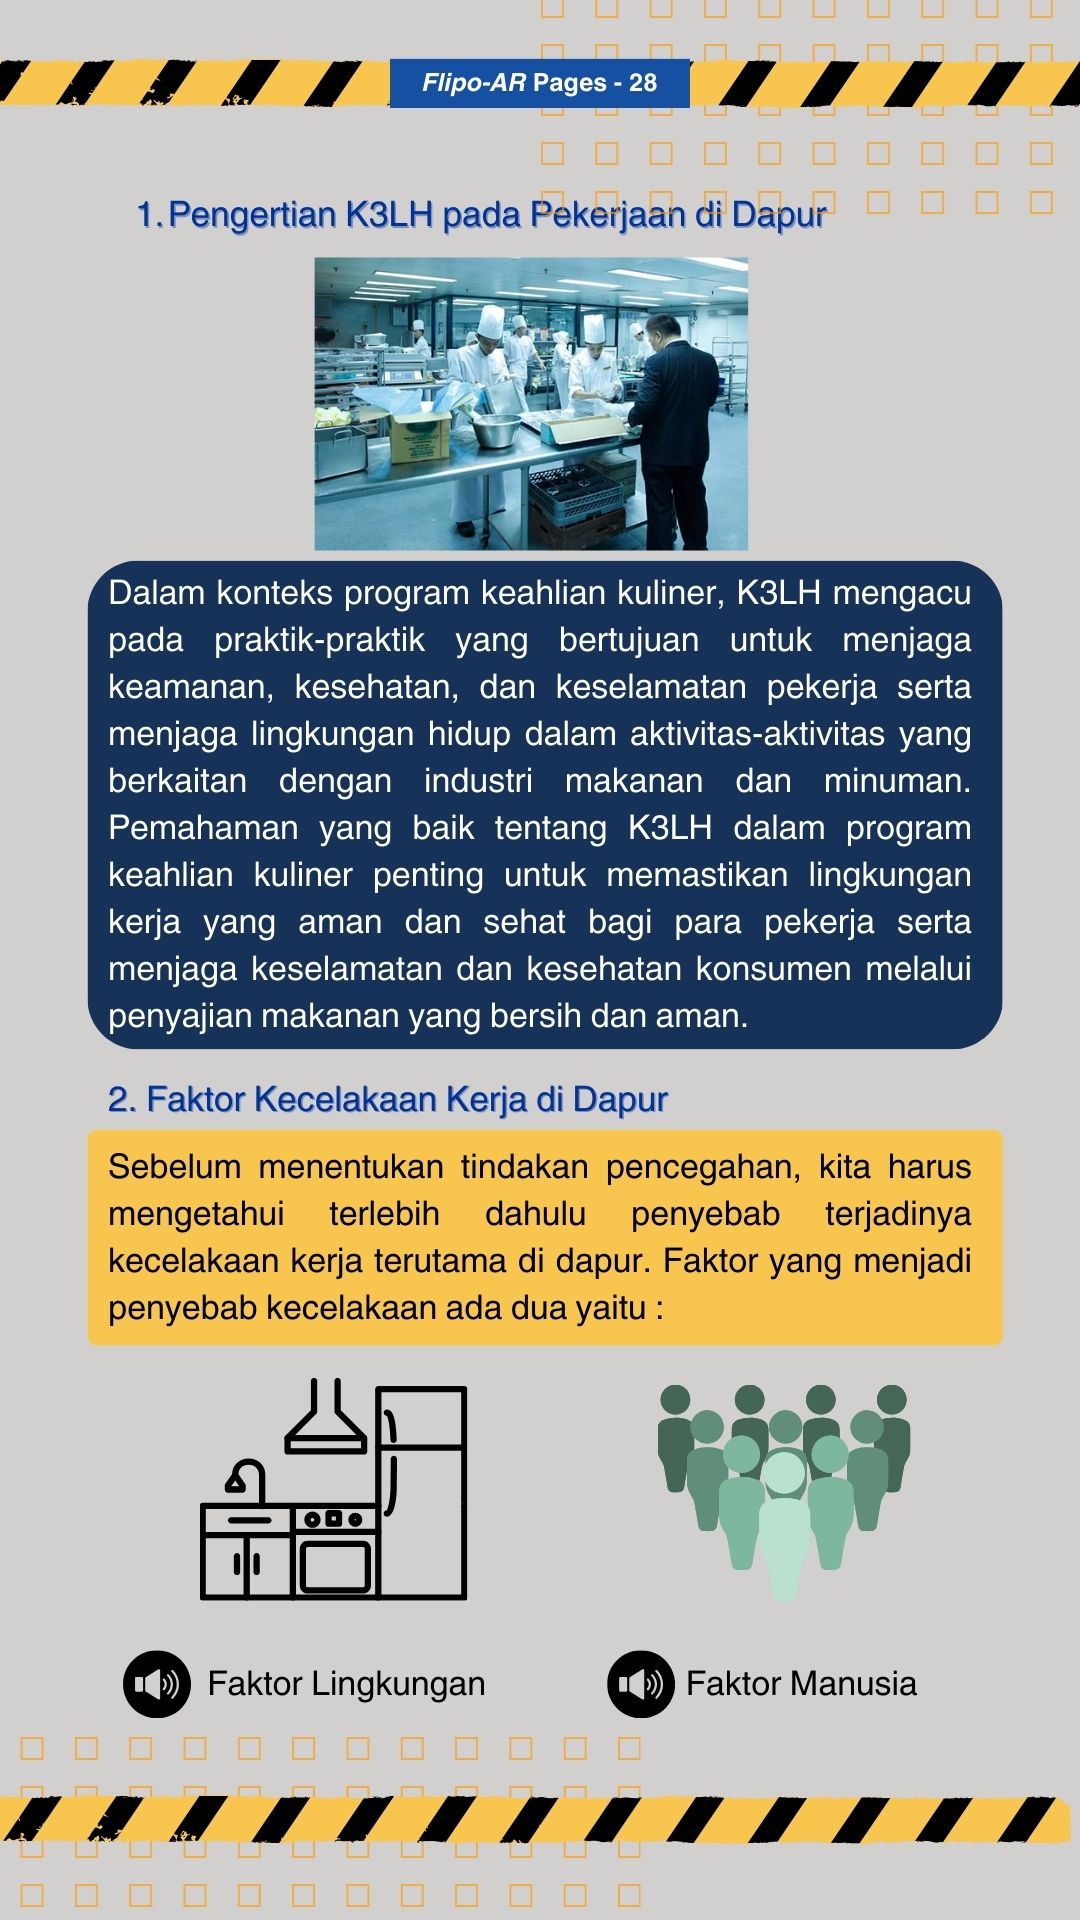 Flipo-AR Pages - 28
1. Pengertian K3LH pada Pekerjaan di Dapur
Dalam konteks program keahlian kuliner, K3LH mengacu
pada praktik-praktik yang bertujuan untuk menjaga
keamanan, kesehatan, dan keselamatan pekerja serta
menjaga lingkungan hidup dalam aktivitas-aktivitas yang
berkaitan dengan industri makanan dan minuman.
Pemahaman yang baik tentang K3LH dalam program
keahlian kuliner penting untuk memastikan lingkungan
kerja yang aman dan sehat bagi para pekerja serta
menjaga keselamatan dan kesehatan konsumen melalui
penyajian makanan yang bersih dan aman.
2. Faktor Kecelakaan Kerja di Dapur
Sebelum menentukan tindakan pencegahan, kita harus
mengetahui terlebih dahulu penyebab terjadinya
kecelakaan kerja terutama di dapur. Faktor yang menjadi
penyebab kecelakaan ada dua yaitu :
Faktor Lingkungan
Faktor Manusia